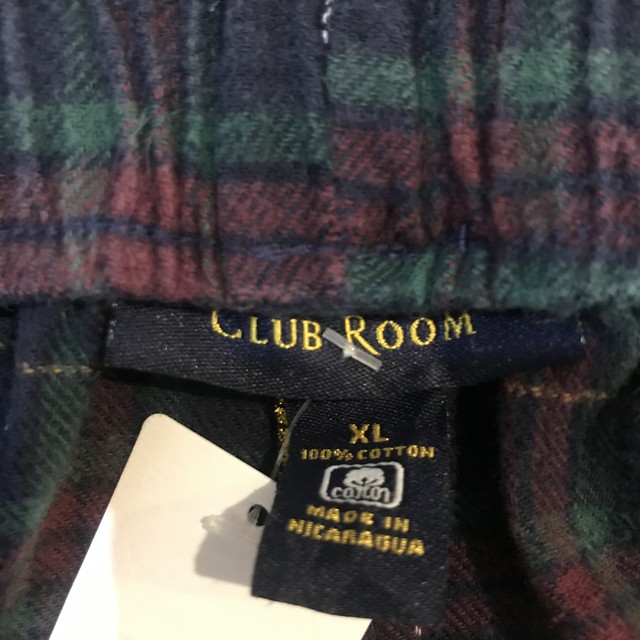 CLUB ROOM
XL
100% COTTON
cotton
MADE IN
NICARAGUA